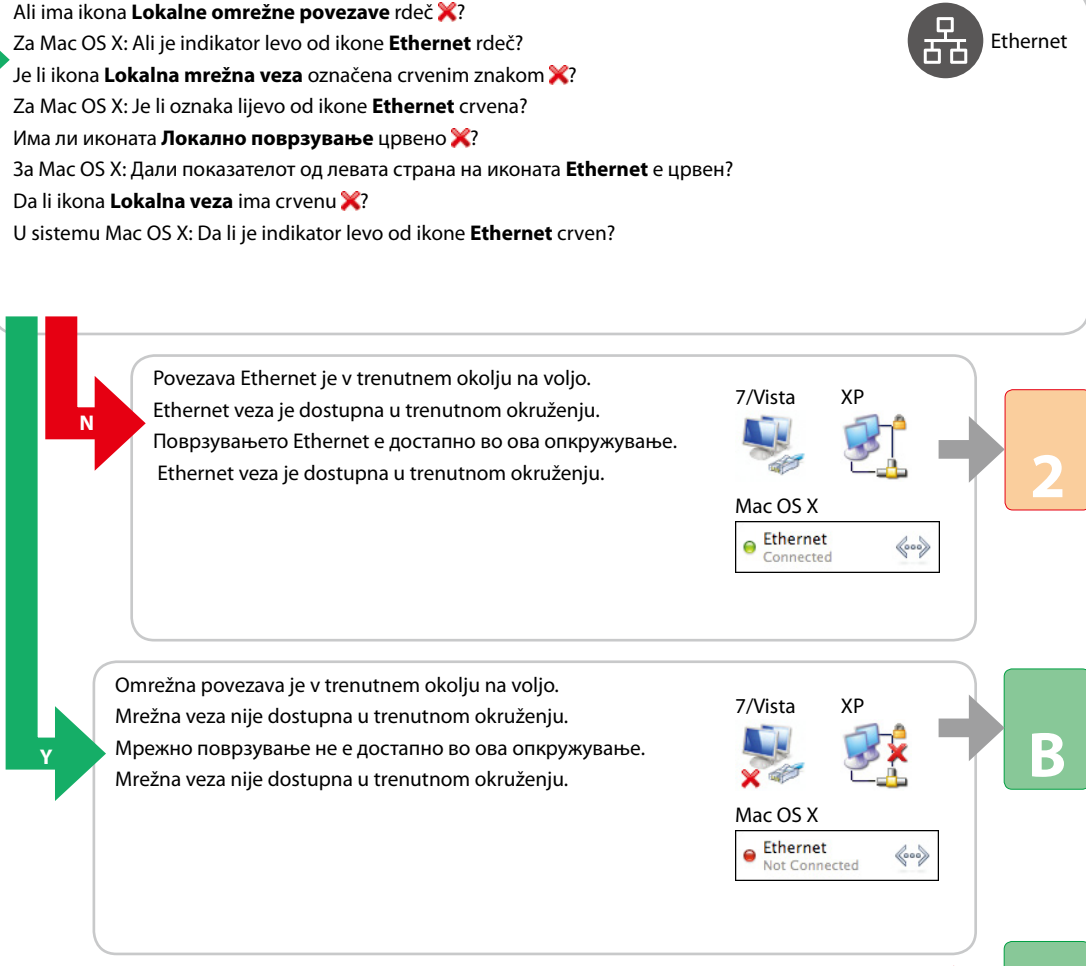 Ali ima ikona Lokalne omrežne povezave rdeč ?
Za Mac OS X: Ali je indikator levo od ikone Ethernet rdeč?
Je li ikona Lokalna mrežna veza označena crvenim znakom ?
Za Mac OS X: Je li oznaka lijevo od ikone Ethernet crvena?
Има ли иконата Локално поврзување црвено ?
За Mac OS X: Дали показателот од левата страна на иконата Ethernet е црвен?
Da li ikona Lokalna veza ima crvenu ?
U sistemu Mac OS X: Da li je indikator levo od ikone Ethernet crven?
Ethernet
N
Povezava Ethernet je v trenutnem okolju na voljo.
Ethernet veza je dostupna u trenutnom okruženju.
Поврзувањето Ethernet е достапно во ова опкружување.
Ethernet veza je dostupna u trenutnom okruženju.
7/Vista XP
Mac OS X
Ethernet
Connected
2
Y
Omrežna povezava je v trenutnem okolju na voljo.
Mrežna veza nije dostupna u trenutnom okruženju.
Мрежно поврзување не е достапно во ова опкружување.
Mrežna veza nije dostupna u trenutnom okruženju.
7/Vista XP
Mac OS X
Ethernet
Not Connected
B